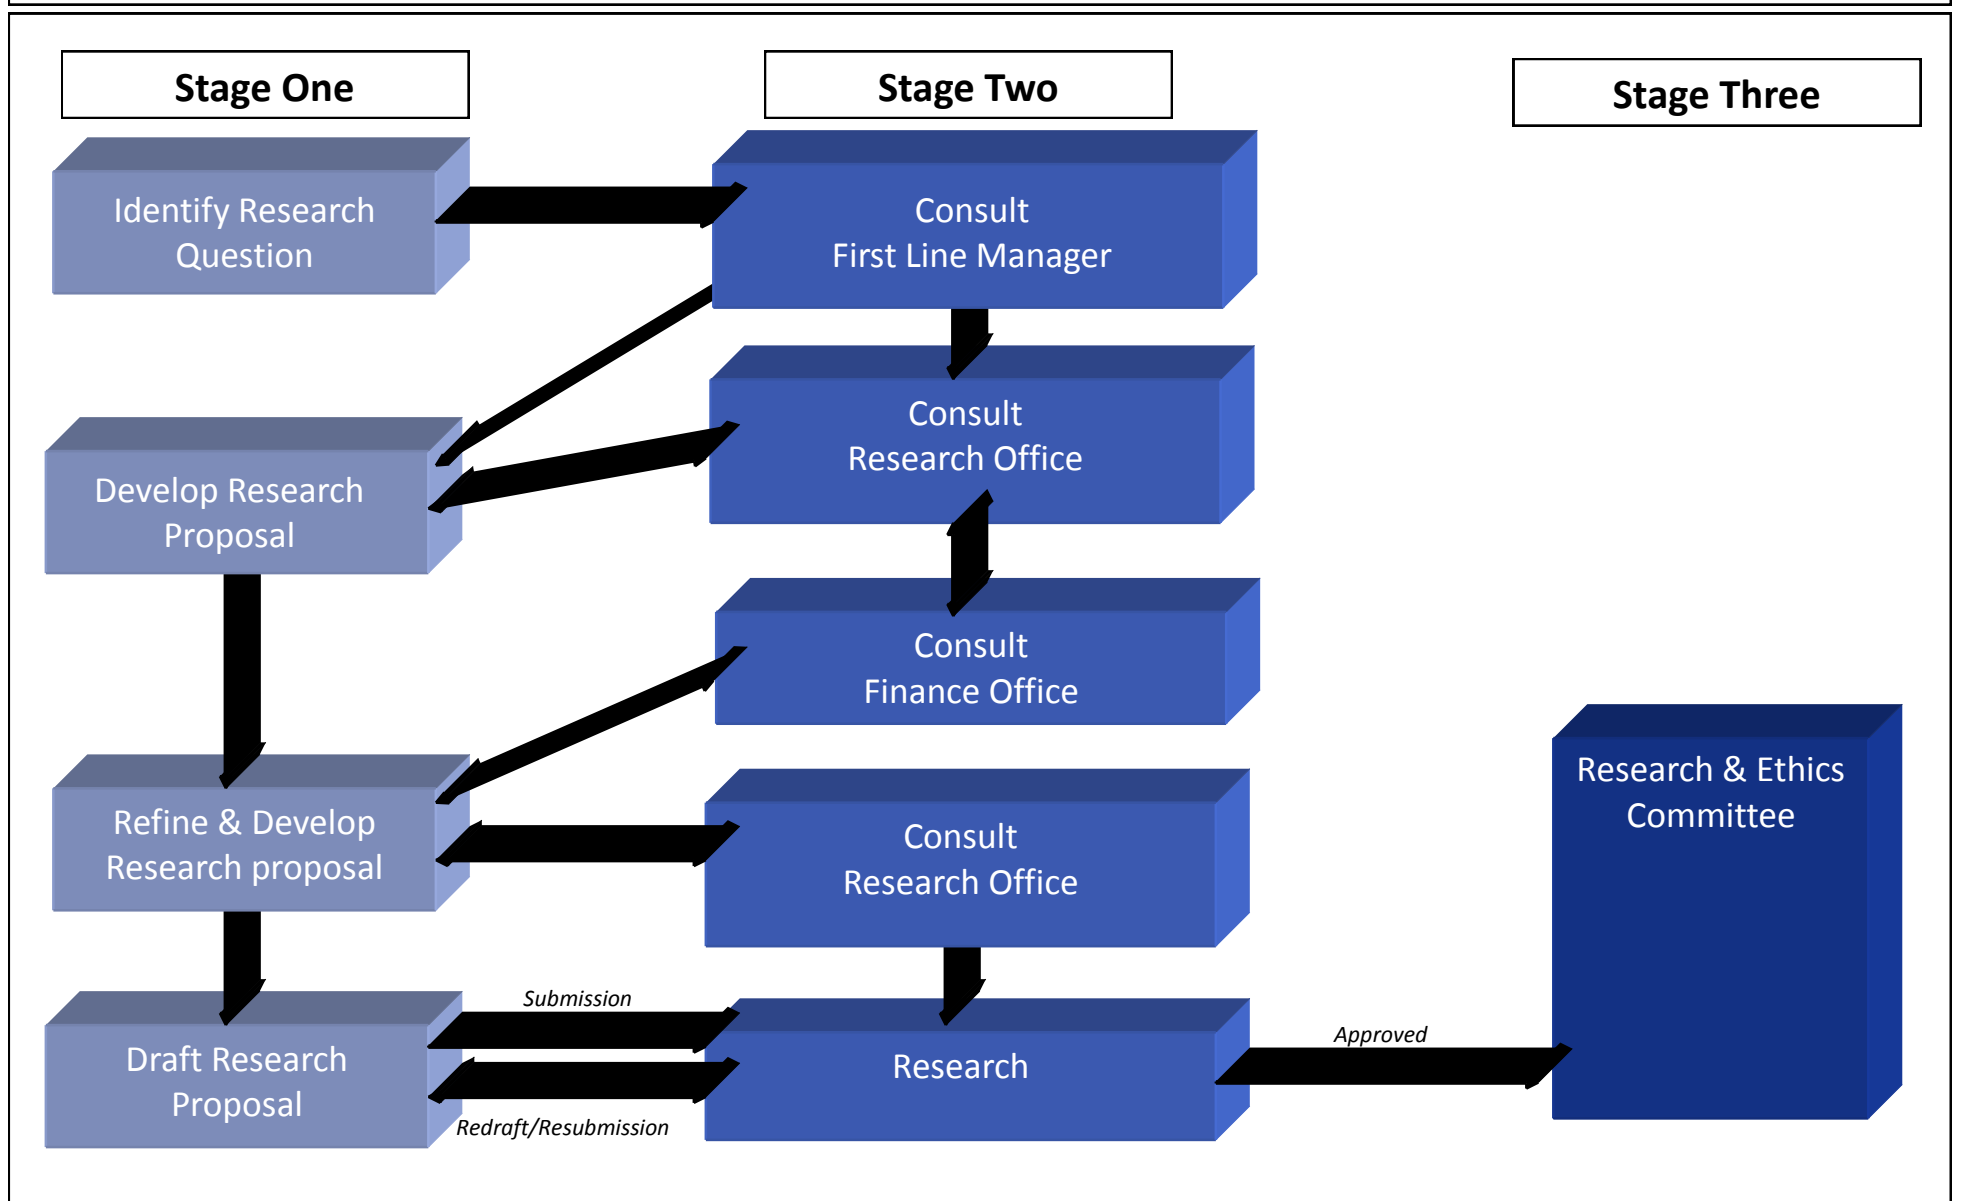 Stage One
Stage Two
Stage Three
Identify Research
Question
Consult
First Line Manager
Consult
Research Office
Develop Research
Proposal
Consult
Finance Office
Research & Ethics
Committee
Refine & Develop
Research proposal
Consult
Research Office
Submission
Approved
Draft Research
Proposal
Research
Redraft/Resubmission